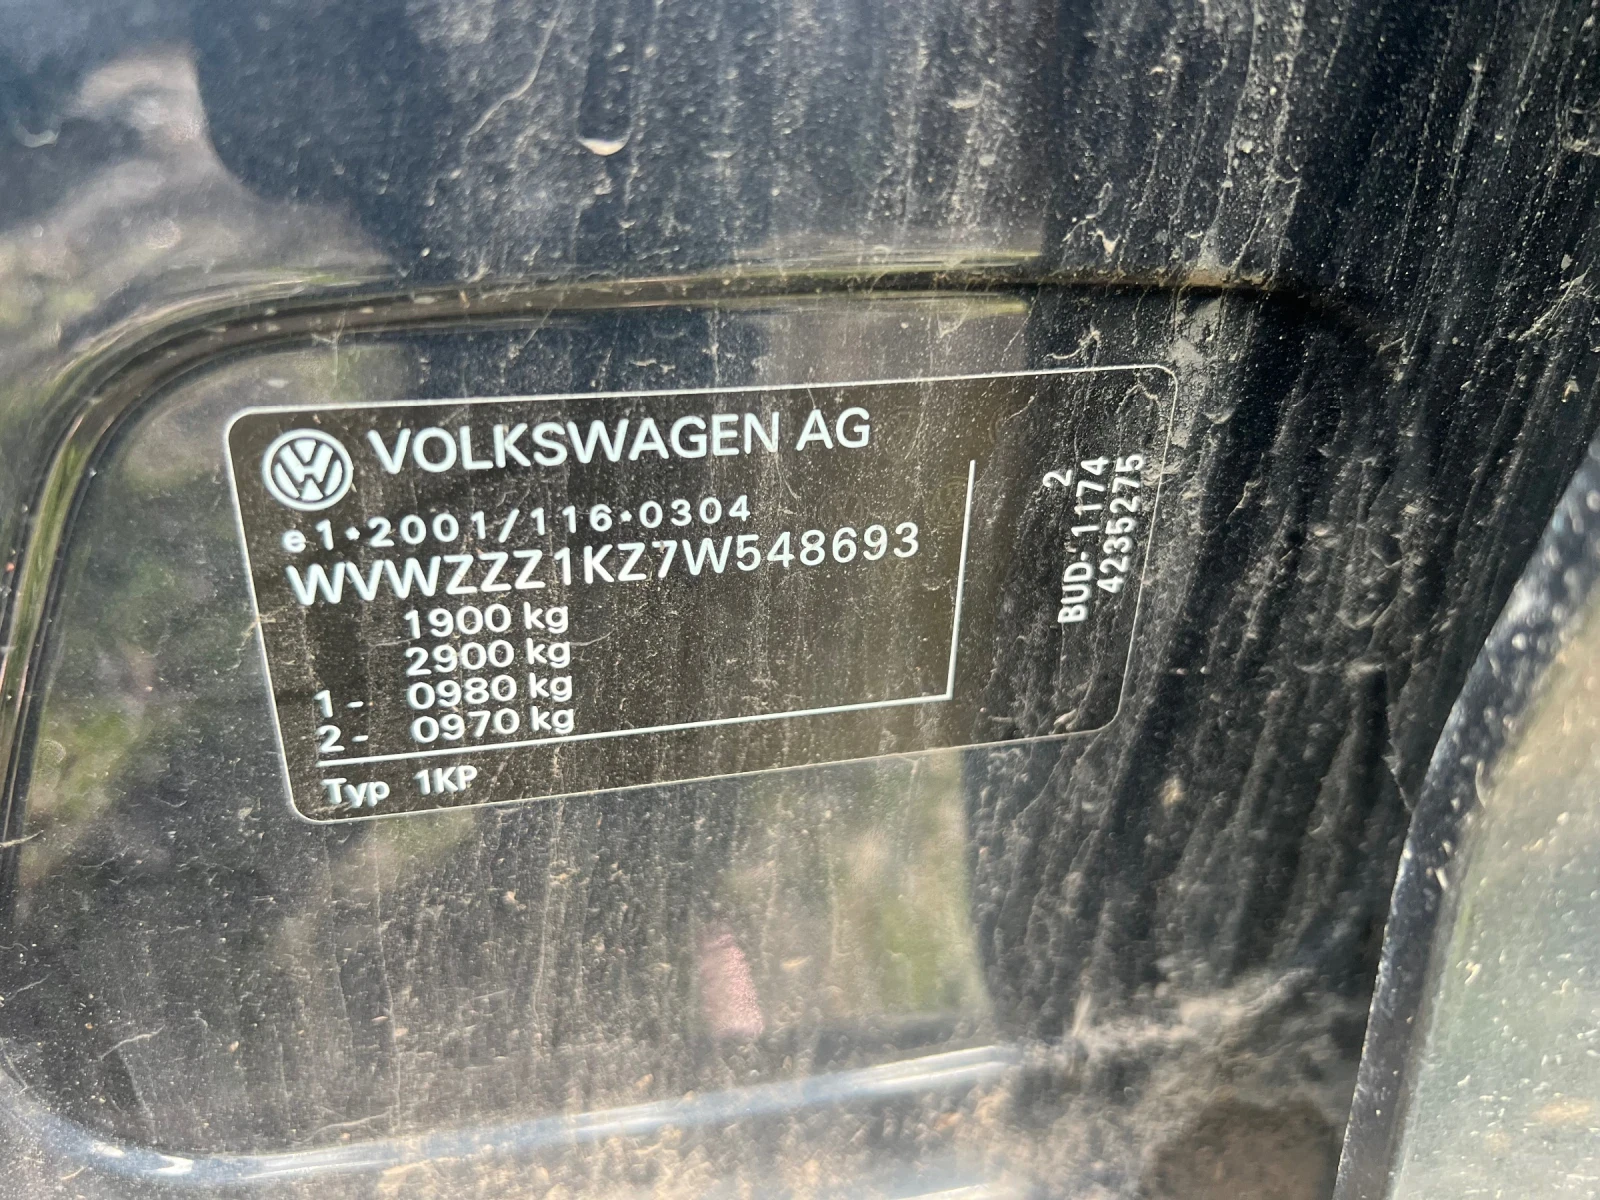 VOLKSWAGEN AG
e1*2001/116*0304
WVWZZZ1KZ7W548693
1900 kg
2900 kg
1 - 0980 kg
2 - 0970 kg
Typ 1KP
2
BUD- 1174
4235275